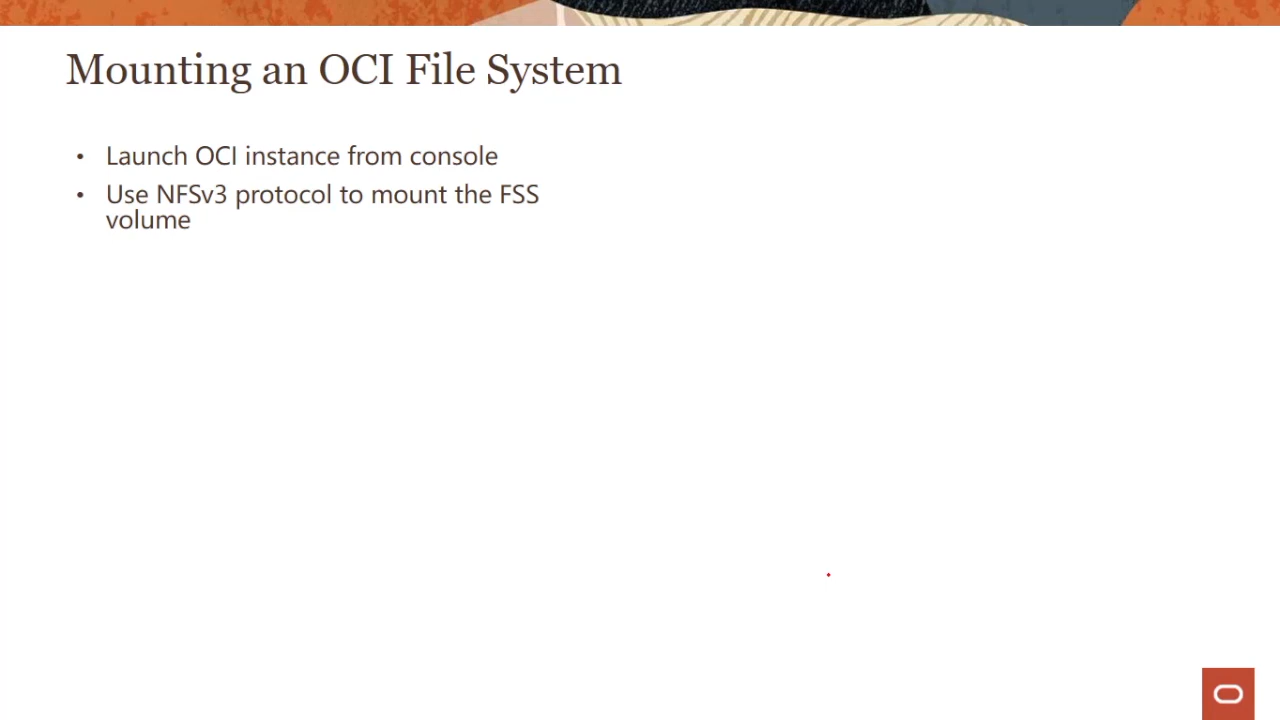 Mounting an OCI File System
• Launch OCI instance from console
• Use NFSv3 protocol to mount the FSS
volume